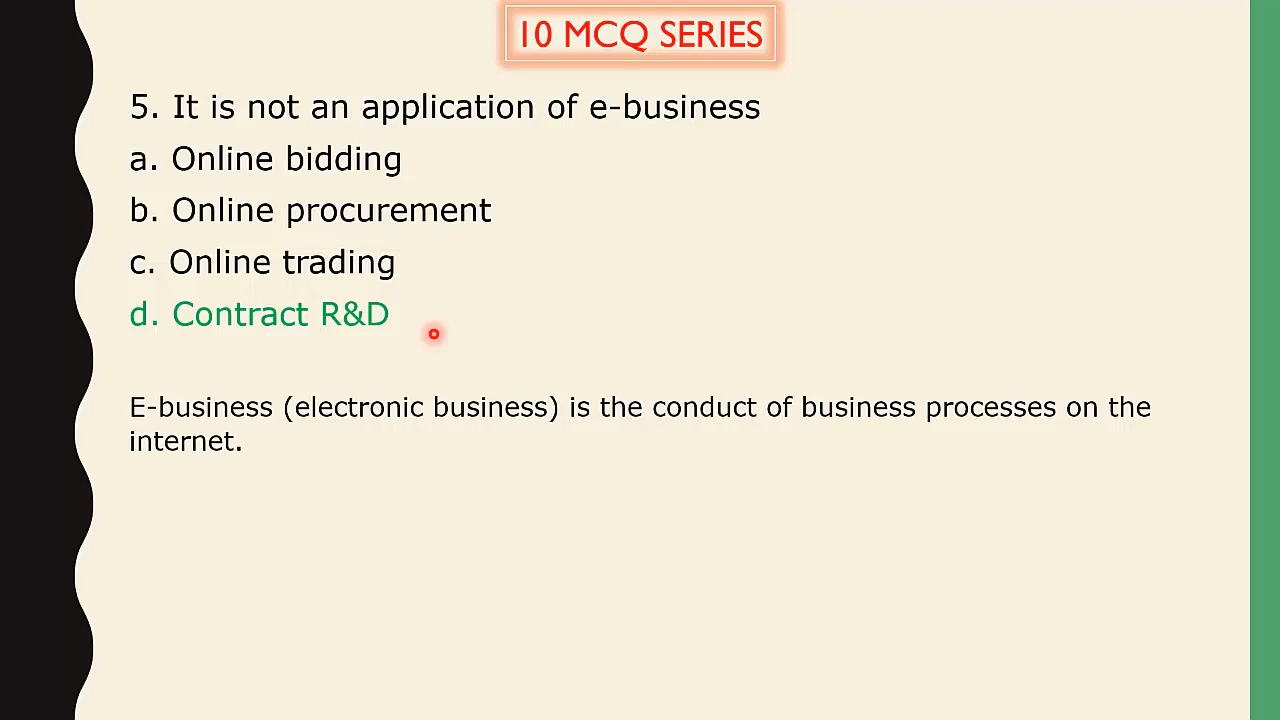 10 MCQ SERIES
5. It is not an application of e-business
a. Online bidding
b. Online procurement
c. Online trading
d. Contract R&D
E-business (electronic business) is the conduct of business processes on the
internet.